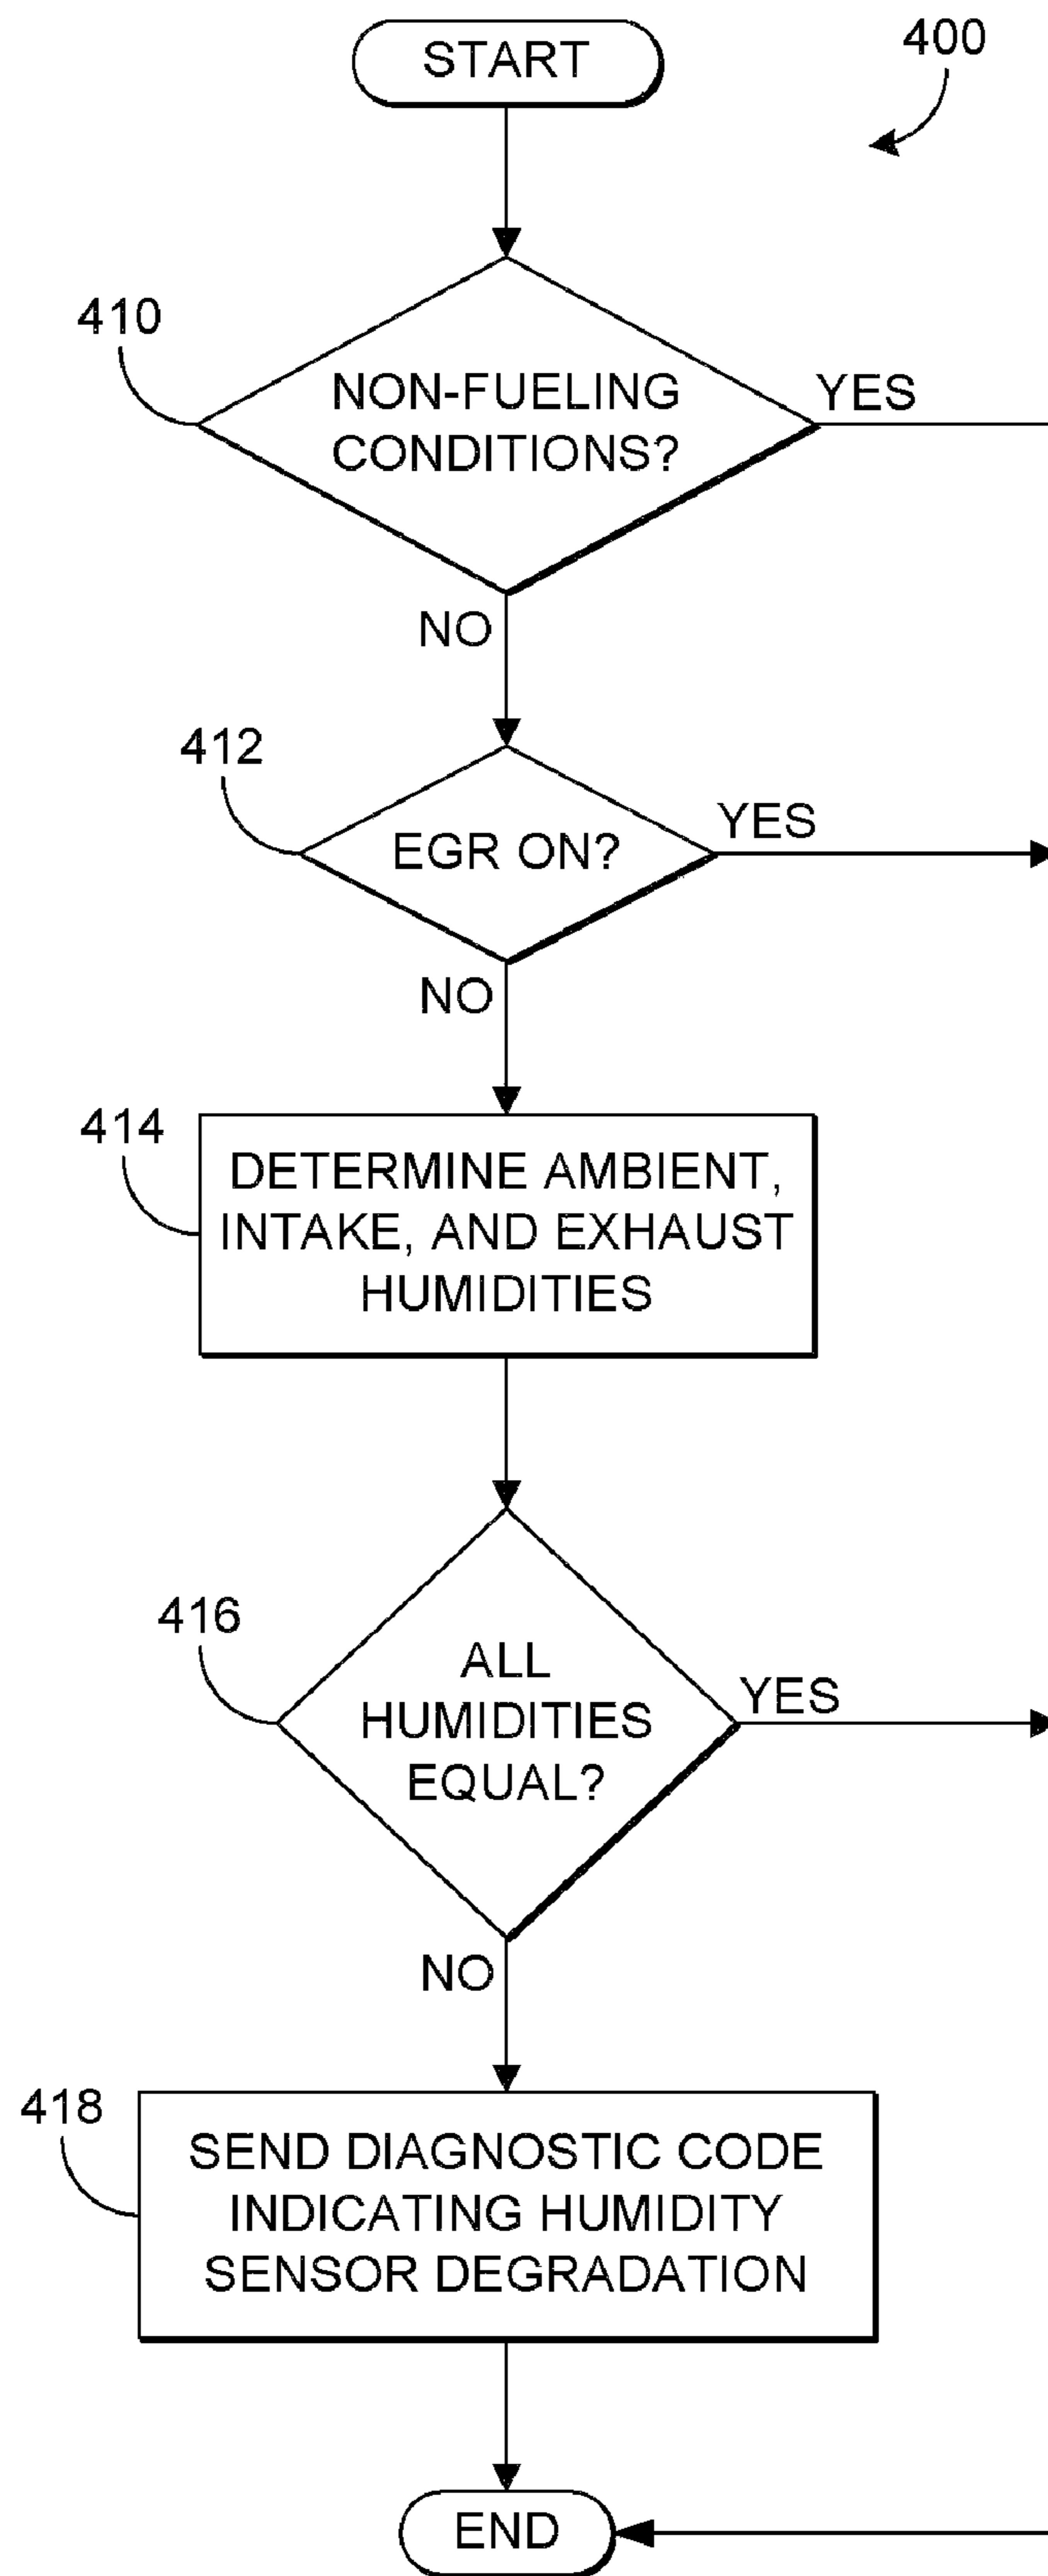 START
400
410
NON-FUELING
CONDITIONS?
YES
NO
412
EGR ON?
YES
NO
414
DETERMINE AMBIENT,
INTAKE, AND EXHAUST
HUMIDITIES
416
ALL
HUMIDITIES
EQUAL?
YES
NO
418
SEND DIAGNOSTIC CODE
INDICATING HUMIDITY
SENSOR DEGRADATION
END